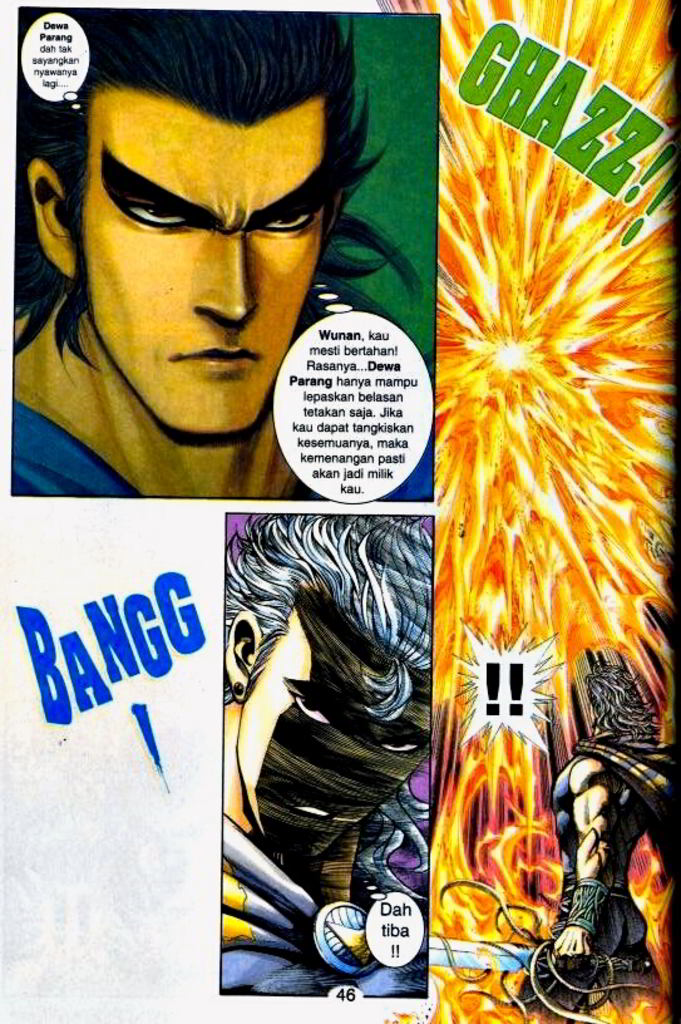 Dewa
Parang
dah tak
sayangkan
nyawanya
lagi....
GHAZZ!!
Wunan, kau
mesti bertahan!
Rasanya...Dewa
Parang hanya mampu
lepaskan belasan
tetakan saja. Jika
kau dapat tangkiskan
kesemuanya, maka
kemenangan pasti
akan jadi milik
kau.
BANGG
!
!!
Dah
tiba
!!
46